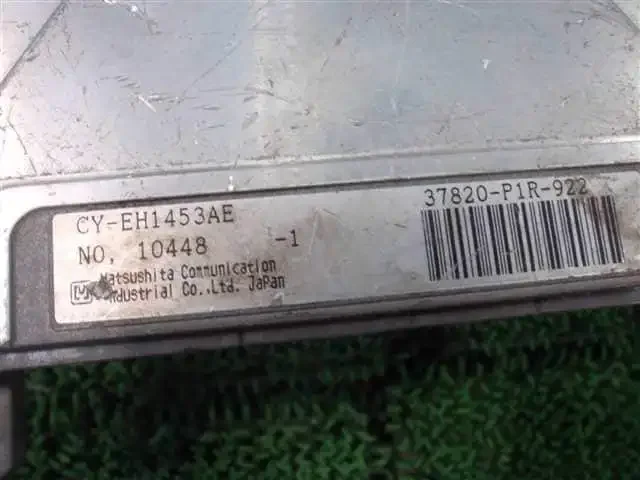 CY-EH1453AE
37820-P1R-922
NO, 10448 -1
Matsushita Communication
Industrial Co.,Ltd. Japan